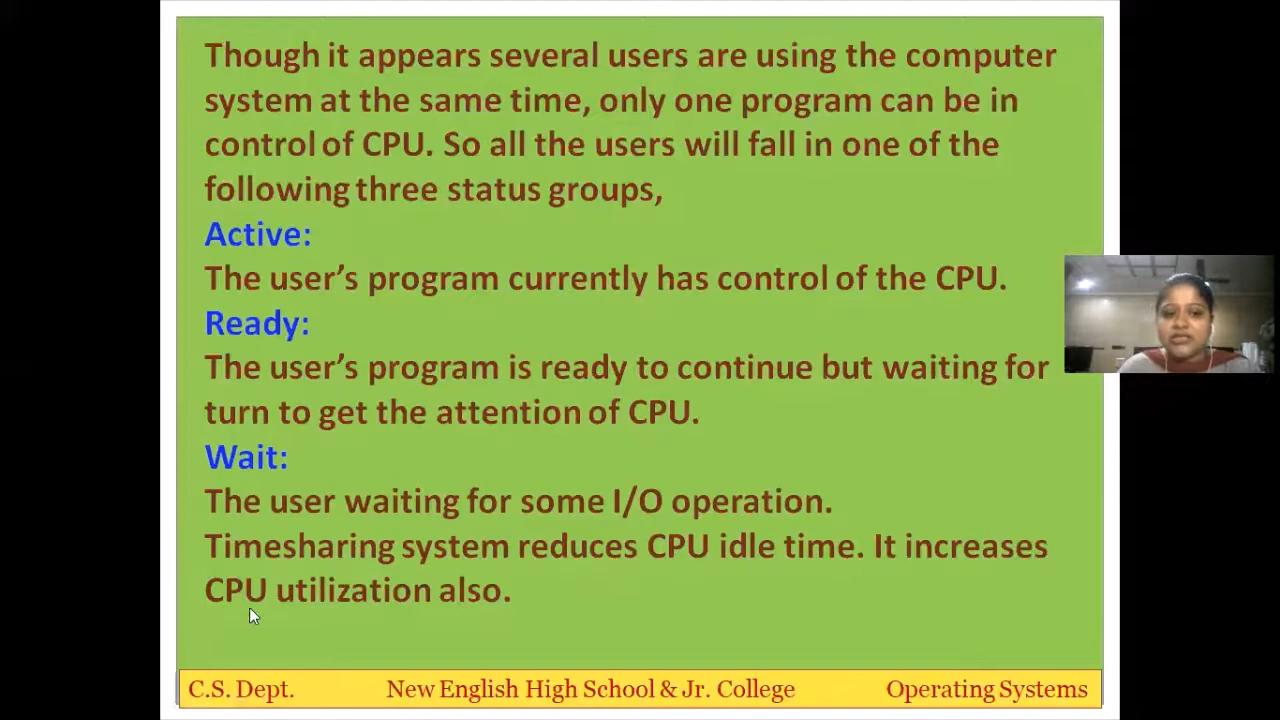 Though it appears several users are using the computer
system at the same time, only one program can be in
control of CPU. So all the users will fall in one of the
following three status groups,
Active:
The user’s program currently has control of the CPU.
Ready:
The user’s program is ready to continue but waiting for
turn to get the attention of CPU.
Wait:
The user waiting for some I/O operation.
Timesharing system reduces CPU idle time. It increases
CPU utilization also.
C.S. Dept. New English High School & Jr. College Operating Systems